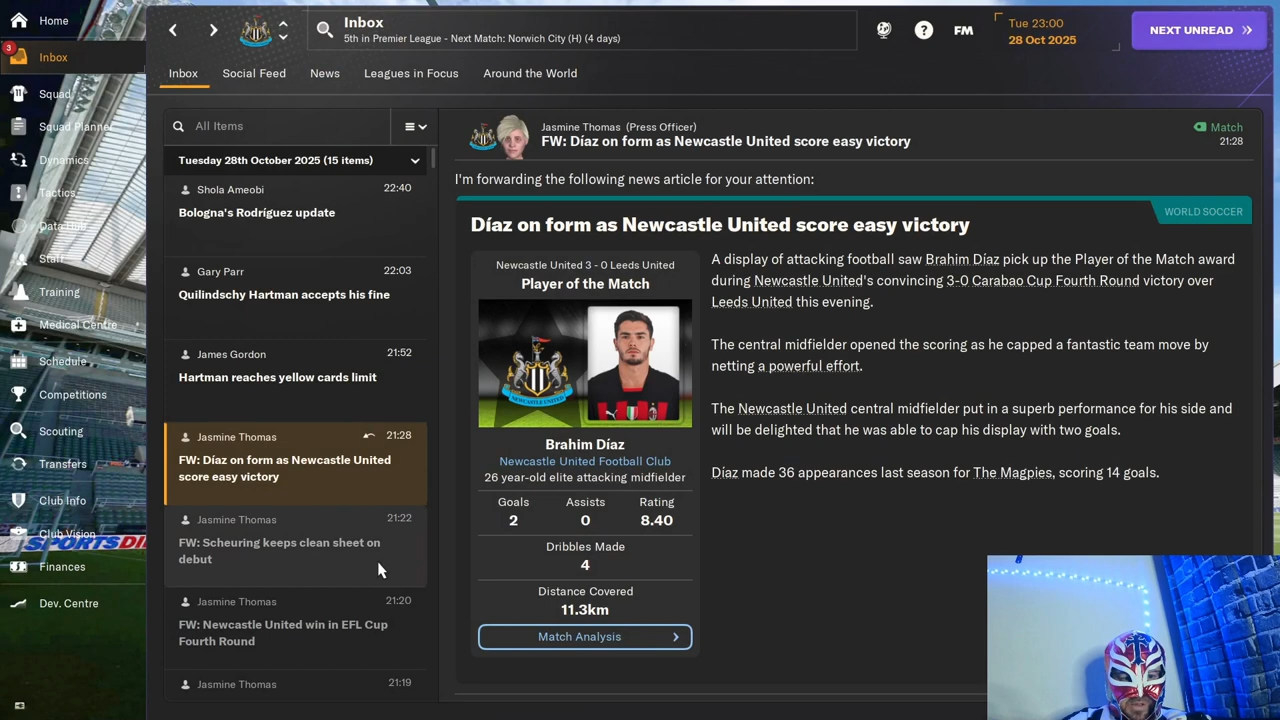 Home
Inbox
5th in Premier League - Next Match: Norwich City (H) (4 days)
FM
Tue 23:00
28 Oct 2025
NEXT UNREAD
3
Inbox
Inbox
Social Feed
News
Leagues in Focus
Around the World
Squad
Squad Planner
Dynamics
Tactics
Data Hub
Staff
Training
Medical Centre
Schedule
Competitions
Scouting
Transfers
Club Info
Club Vision
SPORTS DI
Finances
Dev. Centre
All Items
Tuesday 28th October 2025 (15 items)
Shola Ameobi 22:40
Bologna's Rodríguez update
Gary Parr 22:03
Quilindschy Hartman accepts his fine
James Gordon 21:52
Hartman reaches yellow cards limit
Jasmine Thomas 21:28
FW: Díaz on form as Newcastle United
score easy victory
Jasmine Thomas 21:22
FW: Scheuring keeps clean sheet on
debut
Jasmine Thomas 21:20
FW: Newcastle United win in EFL Cup
Fourth Round
Jasmine Thomas 21:19
Jasmine Thomas (Press Officer)
FW: Díaz on form as Newcastle United score easy victory
Match
21:28
I'm forwarding the following news article for your attention:
WORLD SOCCER
Díaz on form as Newcastle United score easy victory
Newcastle United 3 - 0 Leeds United
Player of the Match
NEWCASTLE UNITED
Brahim Díaz
Newcastle United Football Club
26 year-old elite attacking midfielder
Goals Assists Rating
2 0 8.40
Dribbles Made
4
Distance Covered
11.3km
Match Analysis
A display of attacking football saw Brahim Díaz pick up the Player of the Match award
during Newcastle United's convincing 3-0 Carabao Cup Fourth Round victory over
Leeds United this evening.
The central midfielder opened the scoring as he capped a fantastic team move by
netting a powerful effort.
The Newcastle United central midfielder put in a superb performance for his side and
will be delighted that he was able to cap his display with two goals.
Díaz made 36 appearances last season for The Magpies, scoring 14 goals.